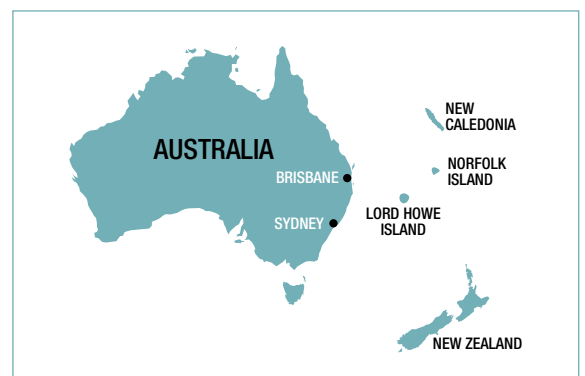 NEW
CALEDONIA
AUSTRALIA
NORFOLK
ISLAND
BRISBANE
LORD HOWE
ISLAND
SYDNEY
NEW ZEALAND